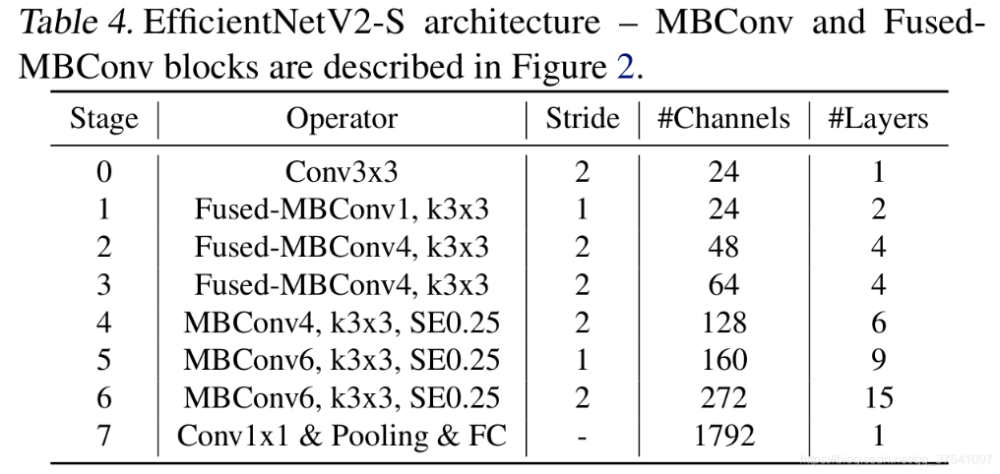 Table 4. EfficientNetV2-S architecture – MBConv and Fused-
MBConv blocks are described in Figure 2.
Stage Operator Stride #Channels #Layers
0 Conv3x3 2 24 1
1 Fused-MBConv1, k3x3 1 24 2
2 Fused-MBConv4, k3x3 2 48 4
3 Fused-MBConv4, k3x3 2 64 4
4 MBConv4, k3x3, SE0.25 2 128 6
5 MBConv6, k3x3, SE0.25 1 160 9
6 MBConv6, k3x3, SE0.25 2 272 15
7 Conv1x1 & Pooling & FC - 1792 1
https://blog.csdn.net/qq_37541097